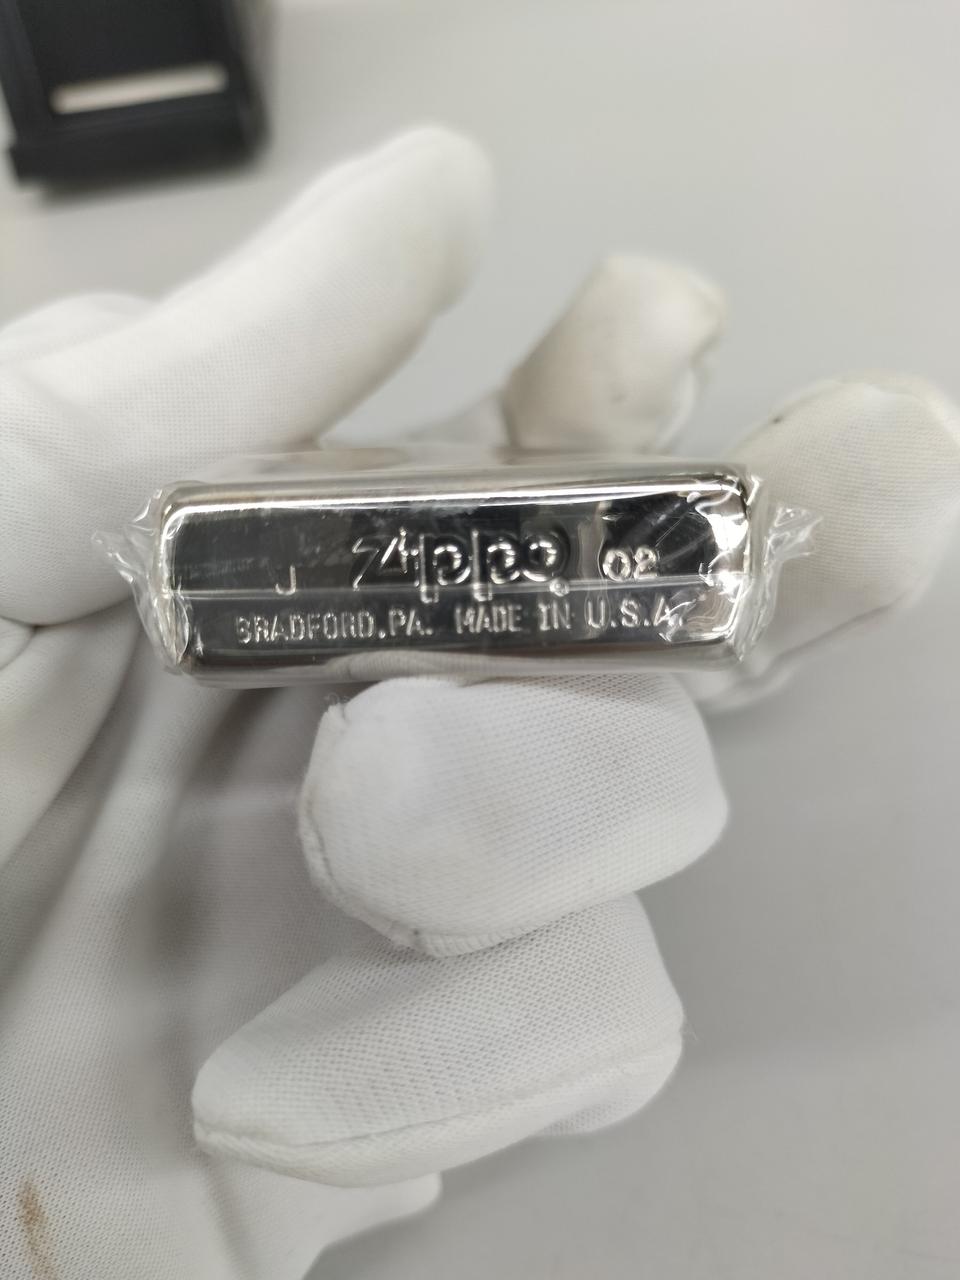 J Zippo® 02
BRADFORD,PA. MADE IN U.S.A.